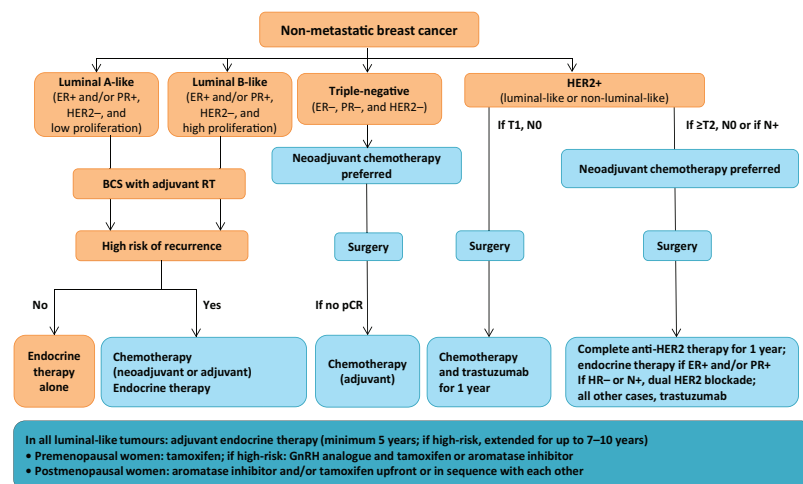 Non-metastatic breast cancer
Luminal A-like
(ER+ and/or PR+,
HER2–, and
low proliferation)
Luminal B-like
(ER+ and/or PR+,
HER2–, and
high proliferation)
Triple-negative
(ER–, PR–, and HER2–)
HER2+
(luminal-like or non-luminal-like)
If T1, N0
If ≥T2, N0 or if N+
BCS with adjuvant RT
Neoadjuvant chemotherapy
preferred
Neoadjuvant chemotherapy preferred
High risk of recurrence
Surgery
Surgery
Surgery
No
Yes
If no pCR
Endocrine
therapy
alone
Chemotherapy
(neoadjuvant or adjuvant)
Endocrine therapy
Chemotherapy
(adjuvant)
Chemotherapy
and trastuzumab
for 1 year
Complete anti-HER2 therapy for 1 year;
endocrine therapy if ER+ and/or PR+
If HR– or N+, dual HER2 blockade;
all other cases, trastuzumab
In all luminal-like tumours: adjuvant endocrine therapy (minimum 5 years; if high-risk, extended for up to 7–10 years)
• Premenopausal women: tamoxifen; if high-risk: GnRH analogue and tamoxifen or aromatase inhibitor
• Postmenopausal women: aromatase inhibitor and/or tamoxifen upfront or in sequence with each other